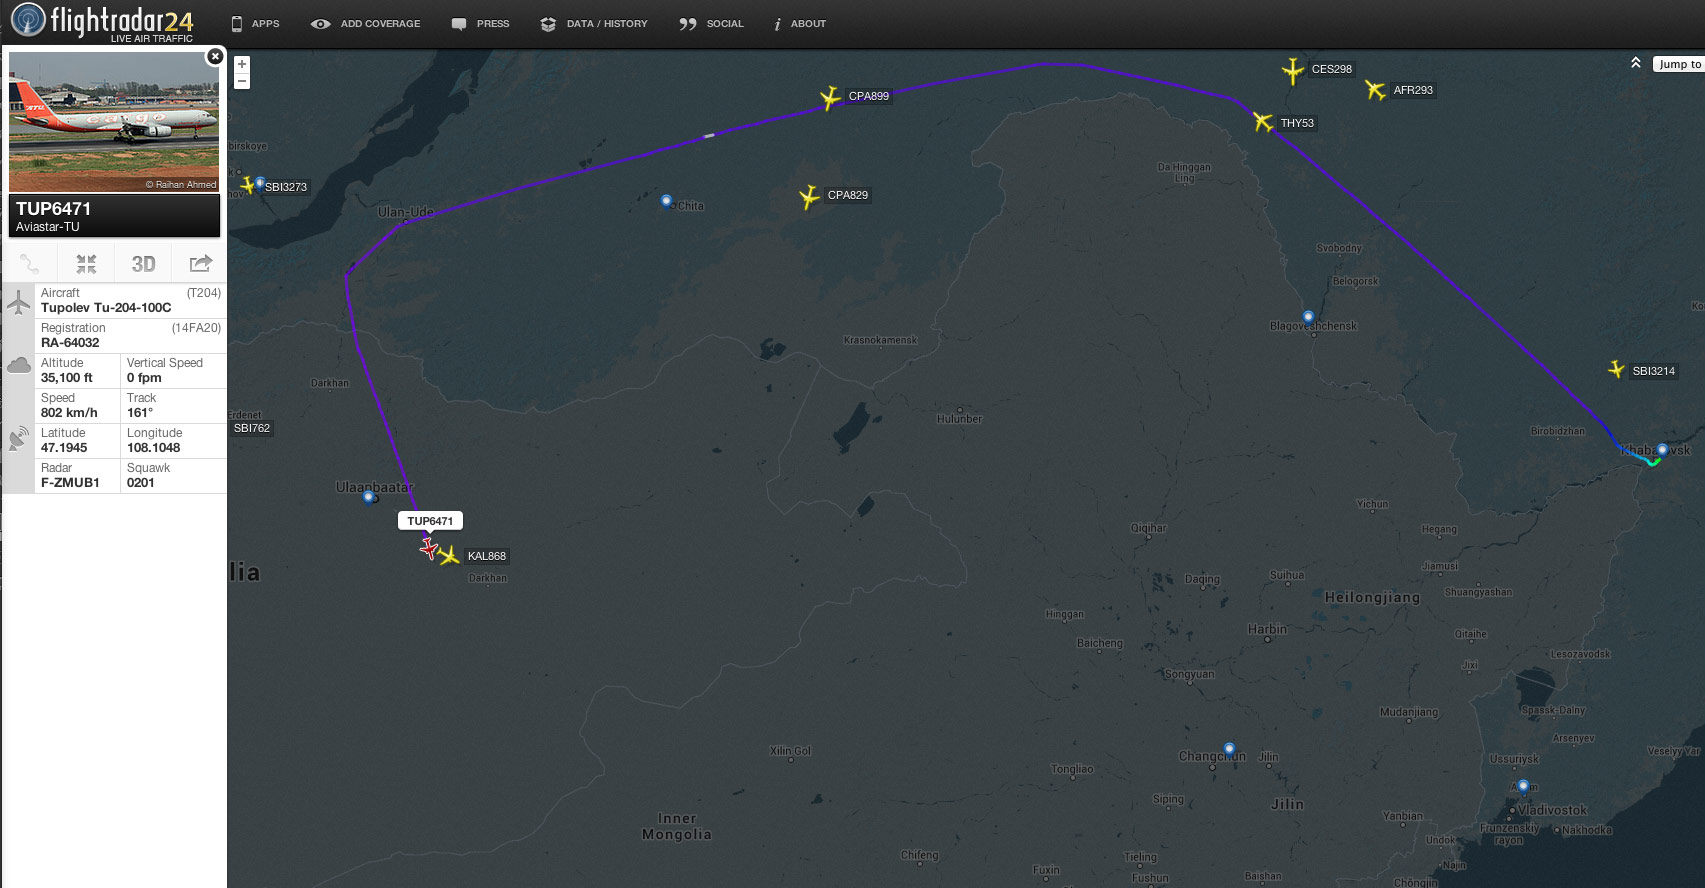 flightradar24
LIVE AIR TRAFFIC
APPS
ADD COVERAGE
PRESS
DATA / HISTORY
SOCIAL
ABOUT
Jump to
© Raihan Ahmed
TUP6471
Aviastar-TU
3D
Aircraft (T204)
Tupolev Tu-204-100C
Registration (14FA20)
RA-64032
Altitude Vertical Speed
35,100 ft 0 fpm
Speed Track
802 km/h 161°
Latitude Longitude
47.1945 108.1048
Radar Squawk
F-ZMUB1 0201
+
−
CES298
AFR293
CPA899
THY53
birskoye
SBI3273
Da Hinggan
Ling
CPA829
Chita
Ulan-Ude
Svobodny
Belogorsk
Blagoveshchensk
Krasnokamensk
SBI3214
Darkhan
Erdenet
SBI762
Hulunber
Birobidzhan
Khabarovsk
Ulaanbaatar
Yichun
TUP6471
Qiqihar
Hegang
KAL868
lia
Darkhan
Daqing
Suihua
Jiamusi
Shuangyashan
Heilongjiang
Hinggan
Harbin
Qitaihe
Baicheng
Lesozavodsk
Jixi
Songyuan
Mudanjiang
Spassk-Dalny
Arsenyev
Xilin Gol
Changchun
Jilin
Ussuriysk
Veselyy Yar
Tongliao
Artem
Siping
Jilin
Vladivostok
Inner
Mongolia
Yanbian
Frunzenskiy
rayon
Nakhodka
Undok
Chifeng
Tieling
Najin
Fuxin
Fushun
Baishan
Chŏngjin